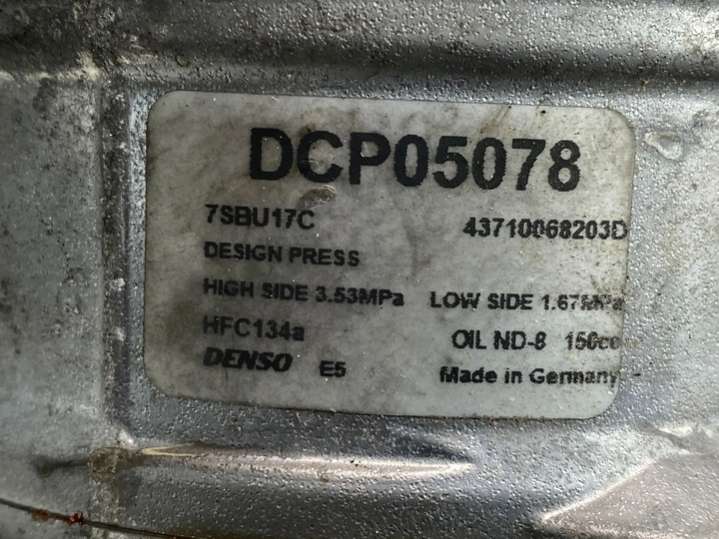 DCP05078
7SBU17C 43710068203D
DESIGN PRESS
HIGH SIDE 3.53MPa LOW SIDE 1.67MPa
HFC134a OIL ND-8 150cc
DENSO E5 Made in Germany